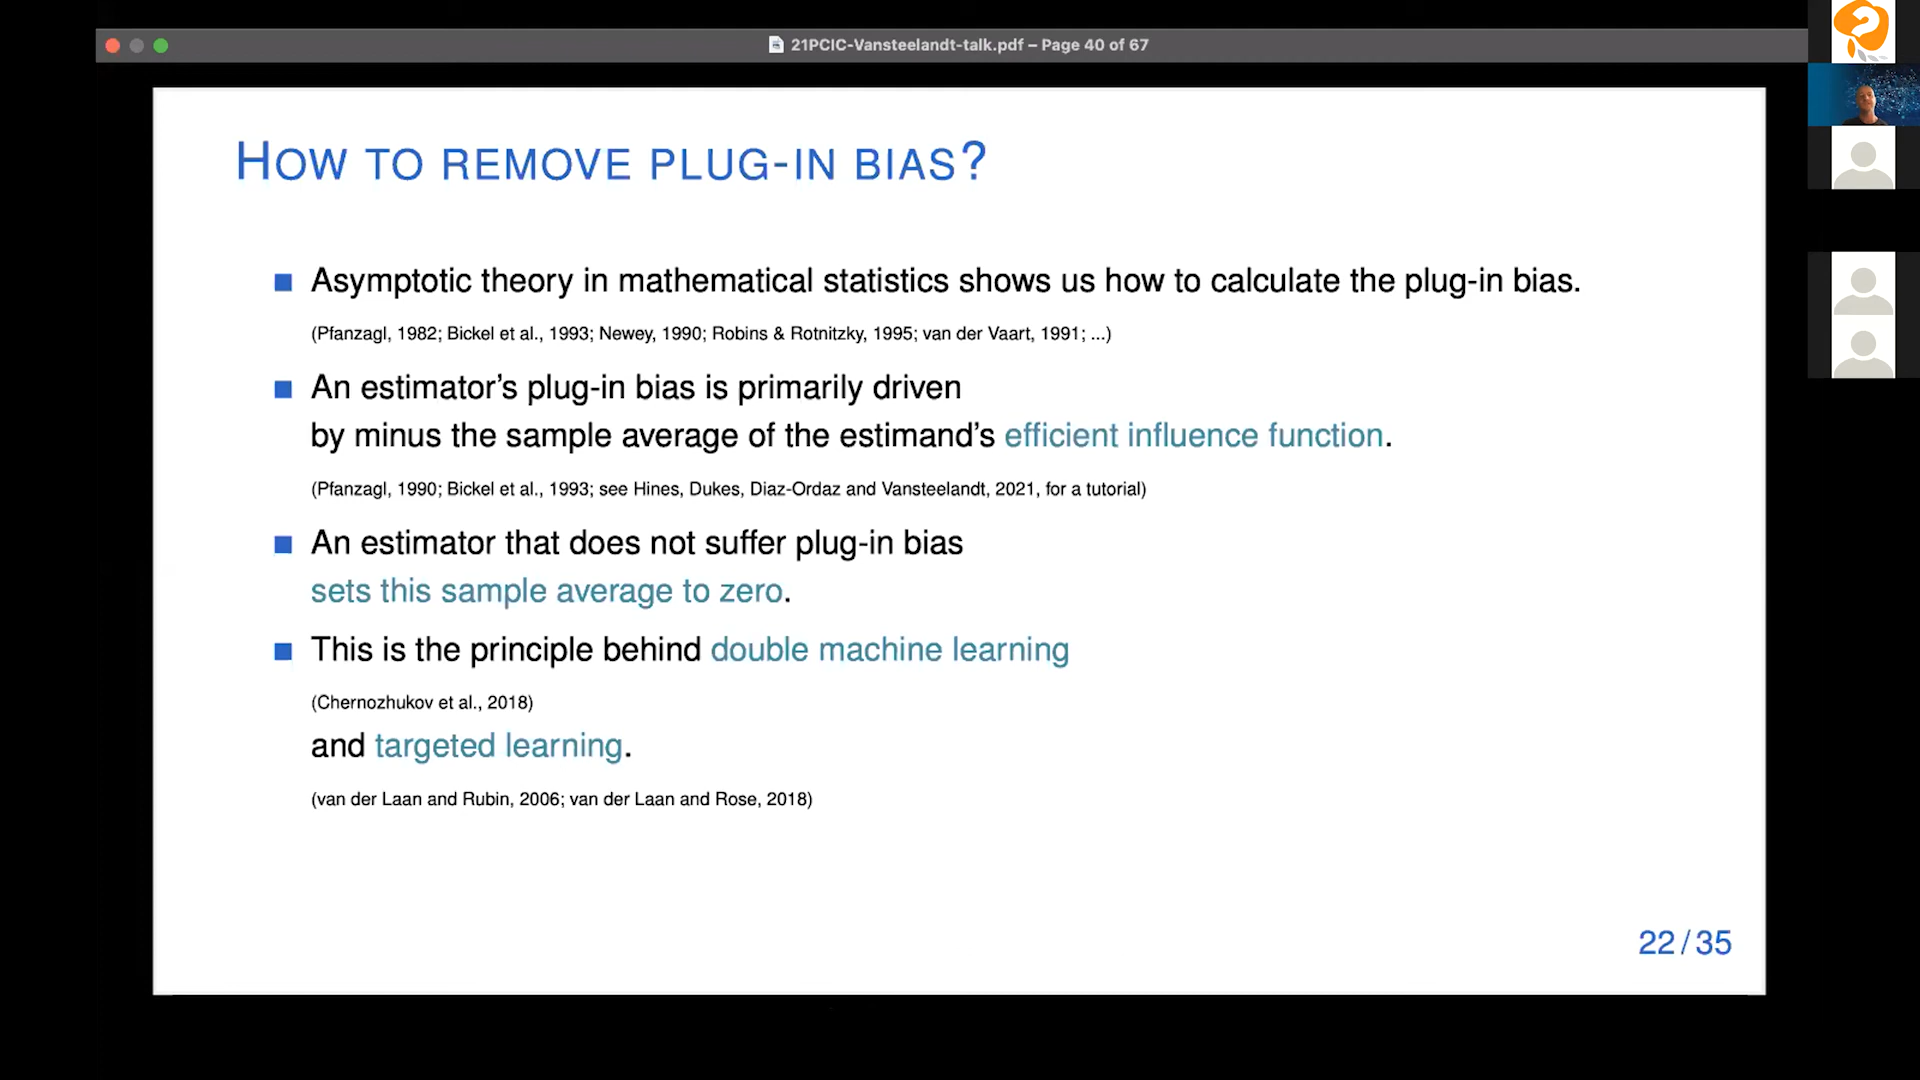 21PCIC-Vansteelandt-talk.pdf – Page 40 of 67
HOW TO REMOVE PLUG-IN BIAS?
Asymptotic theory in mathematical statistics shows us how to calculate the plug-in bias.
(Pfanzagl, 1982; Bickel et al., 1993; Newey, 1990; Robins & Rotnitzky, 1995; van der Vaart, 1991; ...)
An estimator’s plug-in bias is primarily driven
by minus the sample average of the estimand’s efficient influence function.
(Pfanzagl, 1990; Bickel et al., 1993; see Hines, Dukes, Diaz-Ordaz and Vansteelandt, 2021, for a tutorial)
An estimator that does not suffer plug-in bias
sets this sample average to zero.
This is the principle behind double machine learning
(Chernozhukov et al., 2018)
and targeted learning.
(van der Laan and Rubin, 2006; van der Laan and Rose, 2018)
22/35